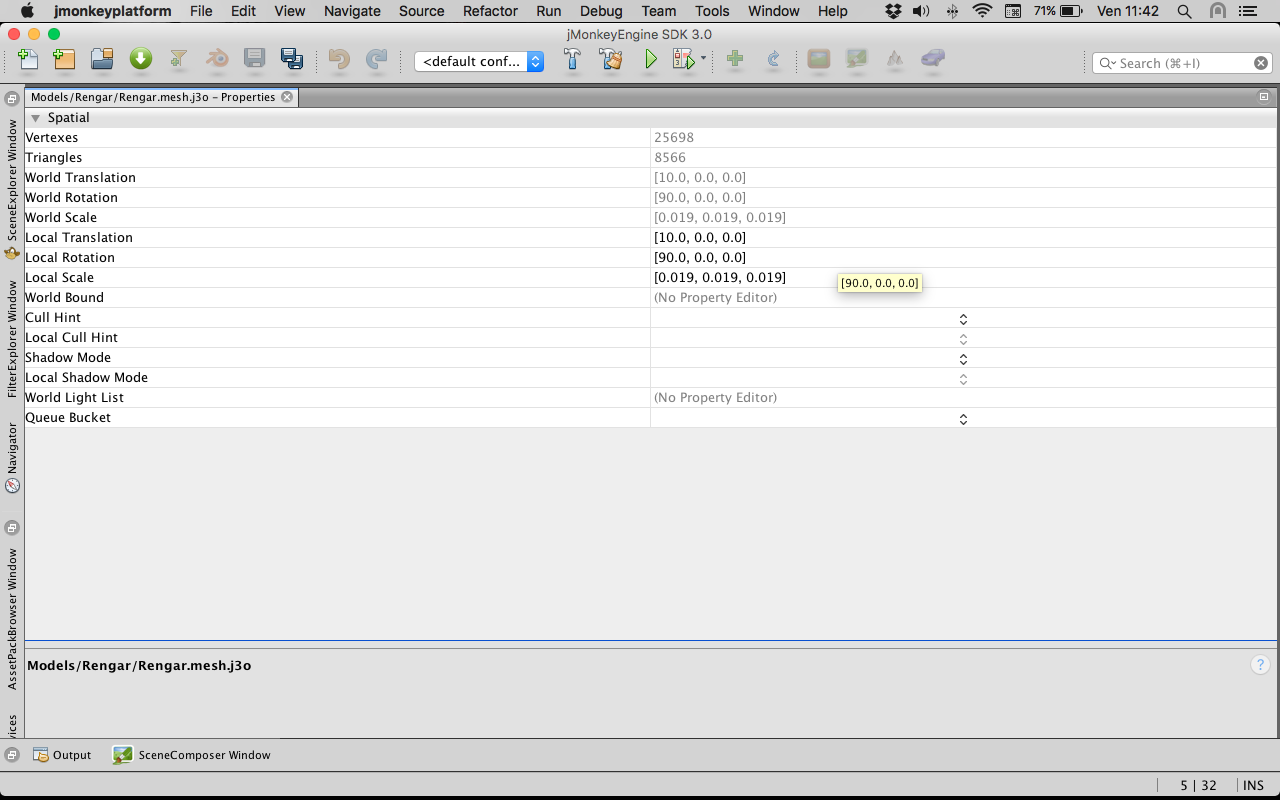 jmonkeyplatform File Edit View Navigate Source Refactor Run Debug Team Tools Window Help 71% Ven 11:42
jMonkeyEngine SDK 3.0
<default conf... Search (⌘+I)
Models/Rengar/Rengar.mesh.j3o – Properties
Spatial
Vertexes 25698
Triangles 8566
World Translation [10.0, 0.0, 0.0]
World Rotation [90.0, 0.0, 0.0]
World Scale [0.019, 0.019, 0.019]
Local Translation [10.0, 0.0, 0.0]
Local Rotation [90.0, 0.0, 0.0]
Local Scale [0.019, 0.019, 0.019]
[90.0, 0.0, 0.0]
World Bound (No Property Editor)
Cull Hint
Local Cull Hint
Shadow Mode
Local Shadow Mode
World Light List (No Property Editor)
Queue Bucket
SceneExplorer Window
FilterExplorer Window
Navigator
AssetPackBrowser Window
Models/Rengar/Rengar.mesh.j3o
?
Output SceneComposer Window
5 | 32 INS